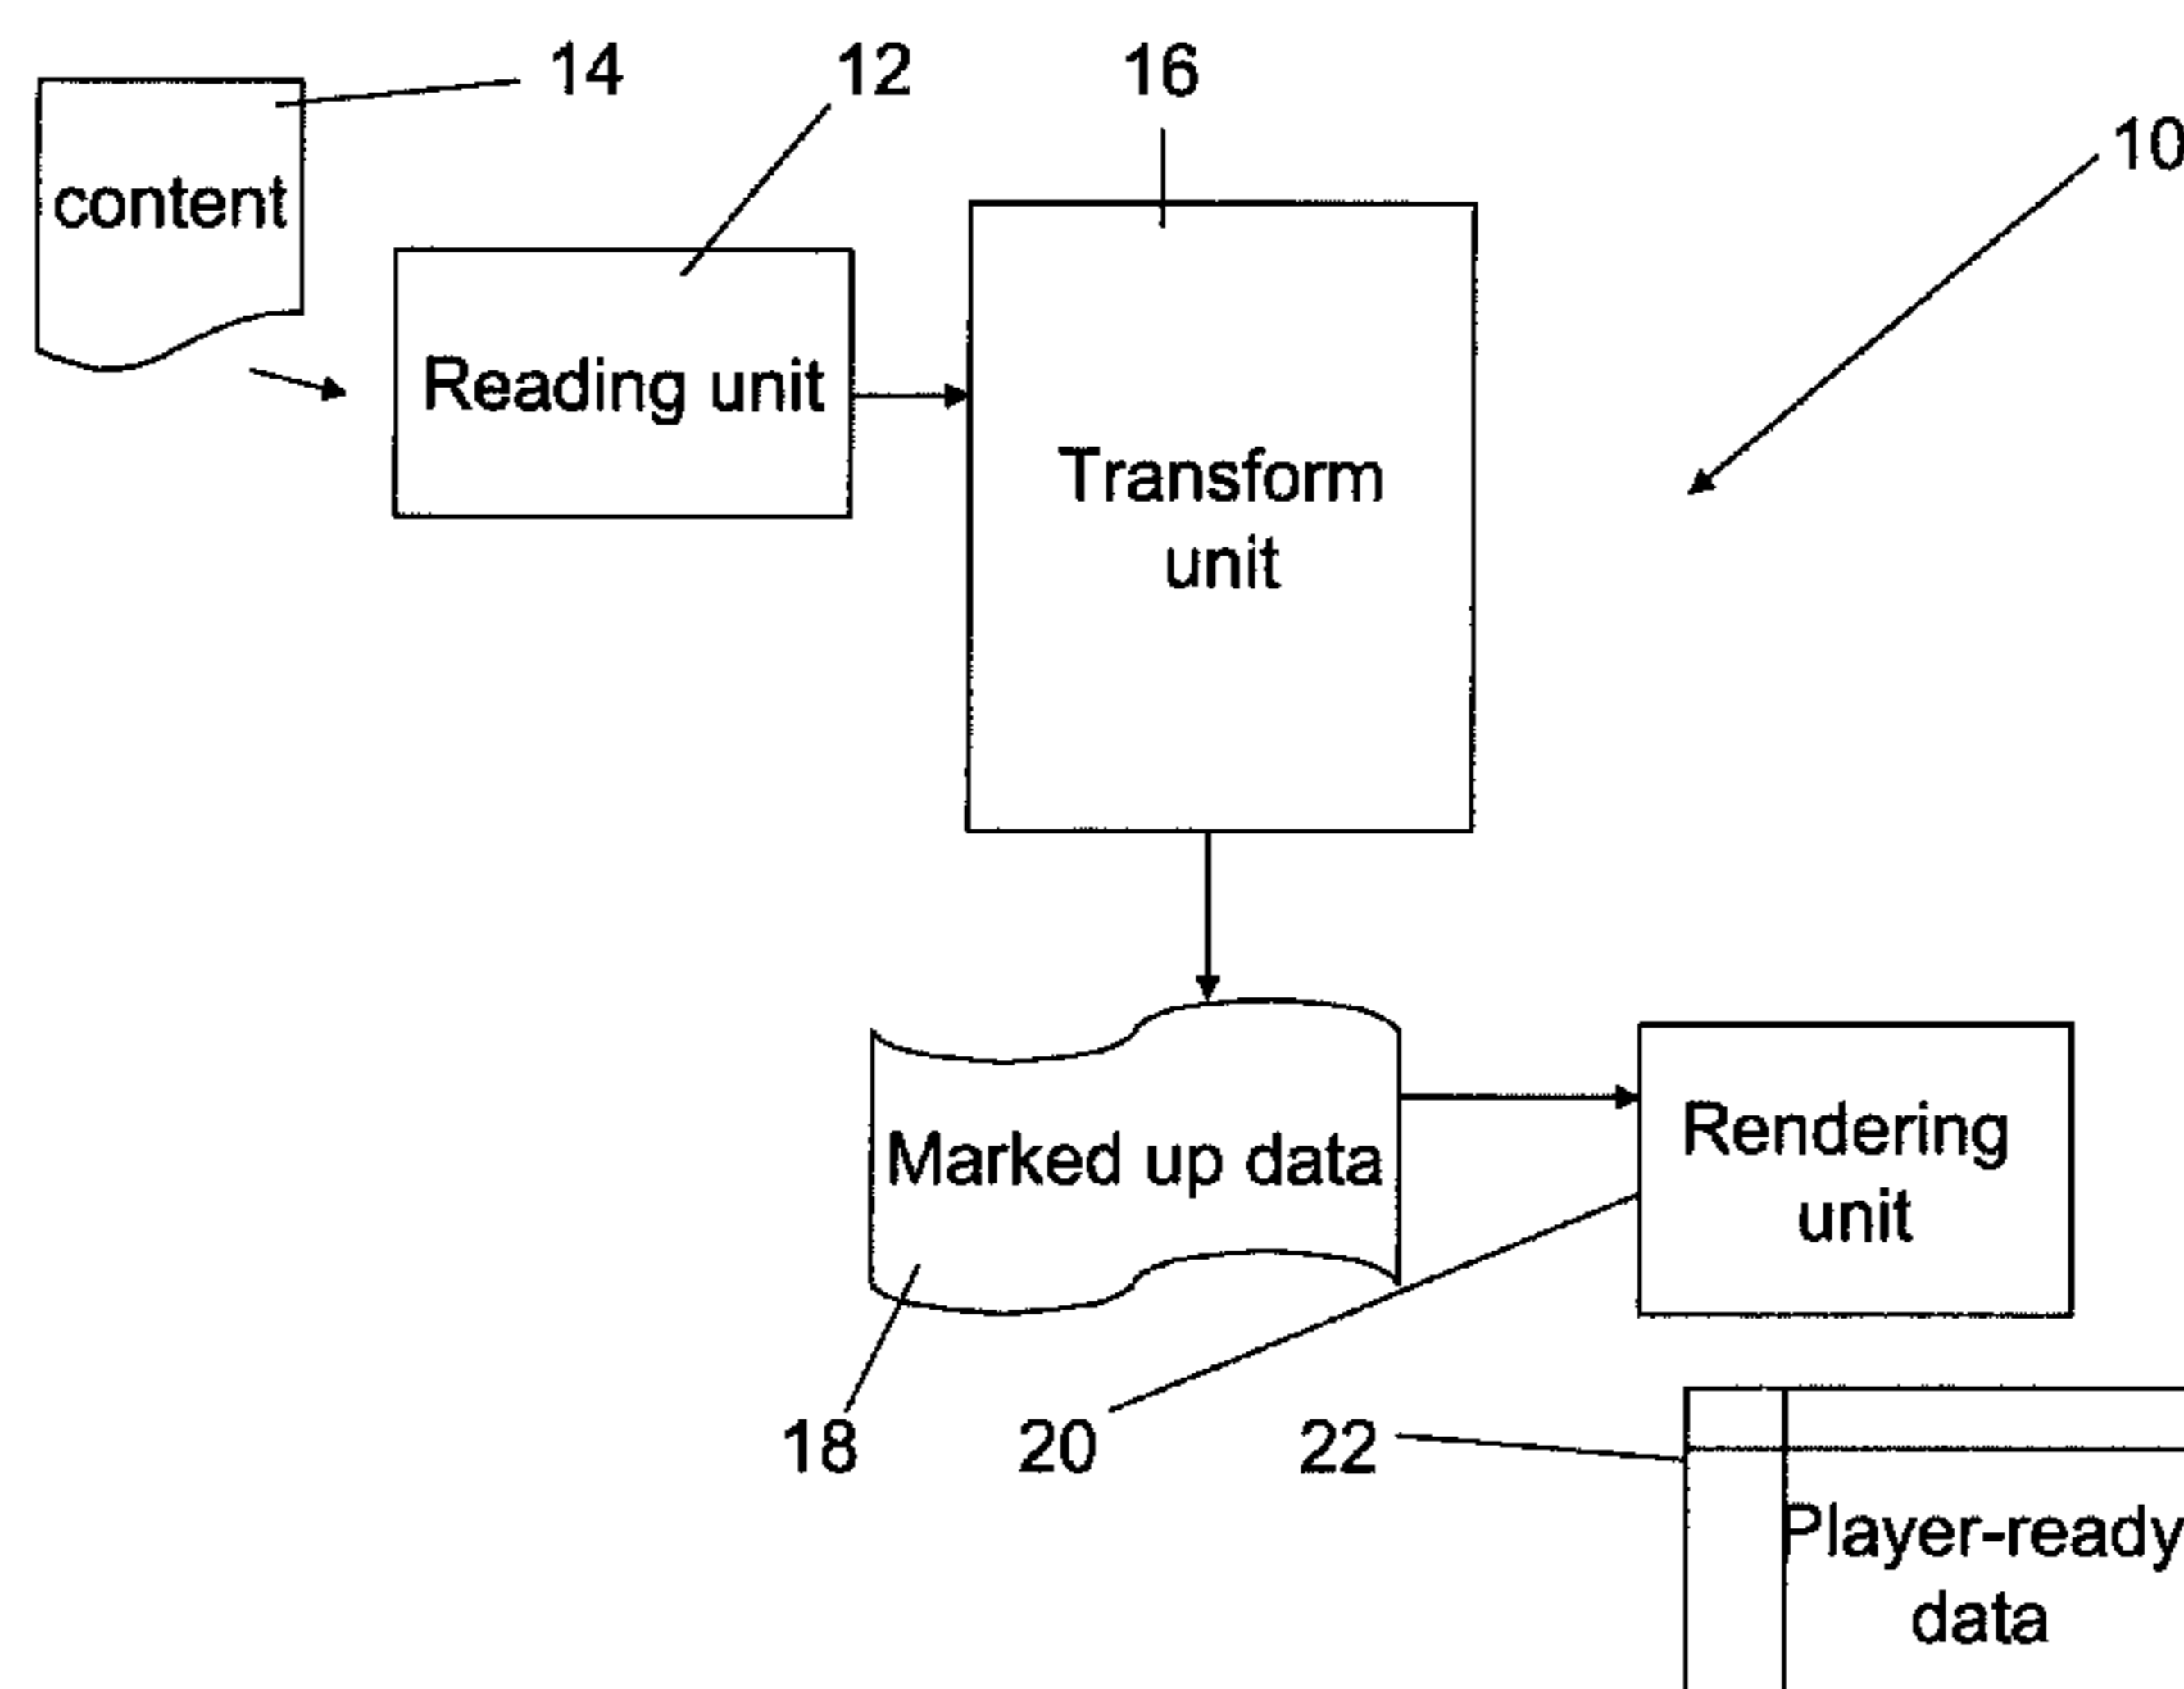 14
12
16
10
content
Reading unit
Transform
unit
Marked up data
Rendering
unit
18
20
22
Player-ready
data